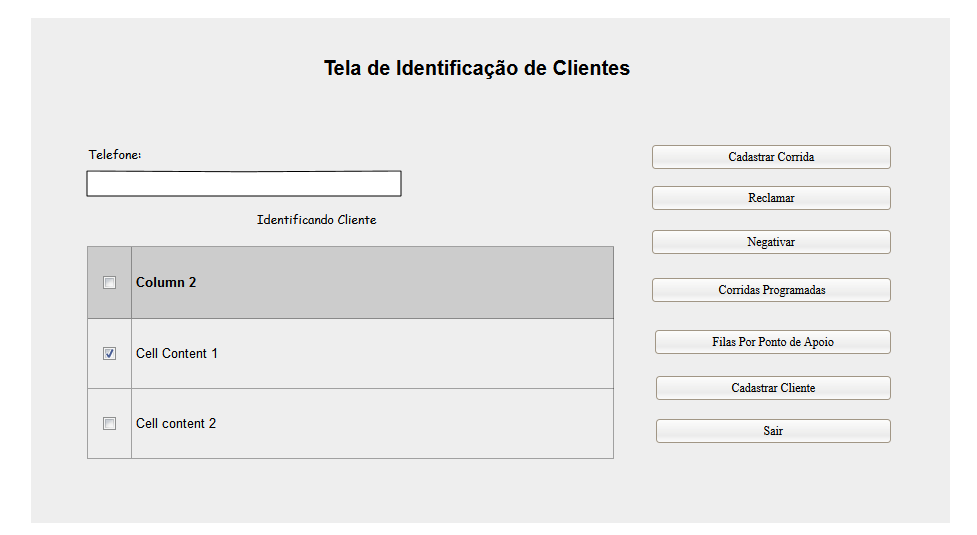 Tela de Identificação de Clientes
Telefone:
Identificando Cliente
Column 2
Cell Content 1
Cell content 2
Cadastrar Corrida
Reclamar
Negativar
Corridas Programadas
Filas Por Ponto de Apoio
Cadastrar Cliente
Sair